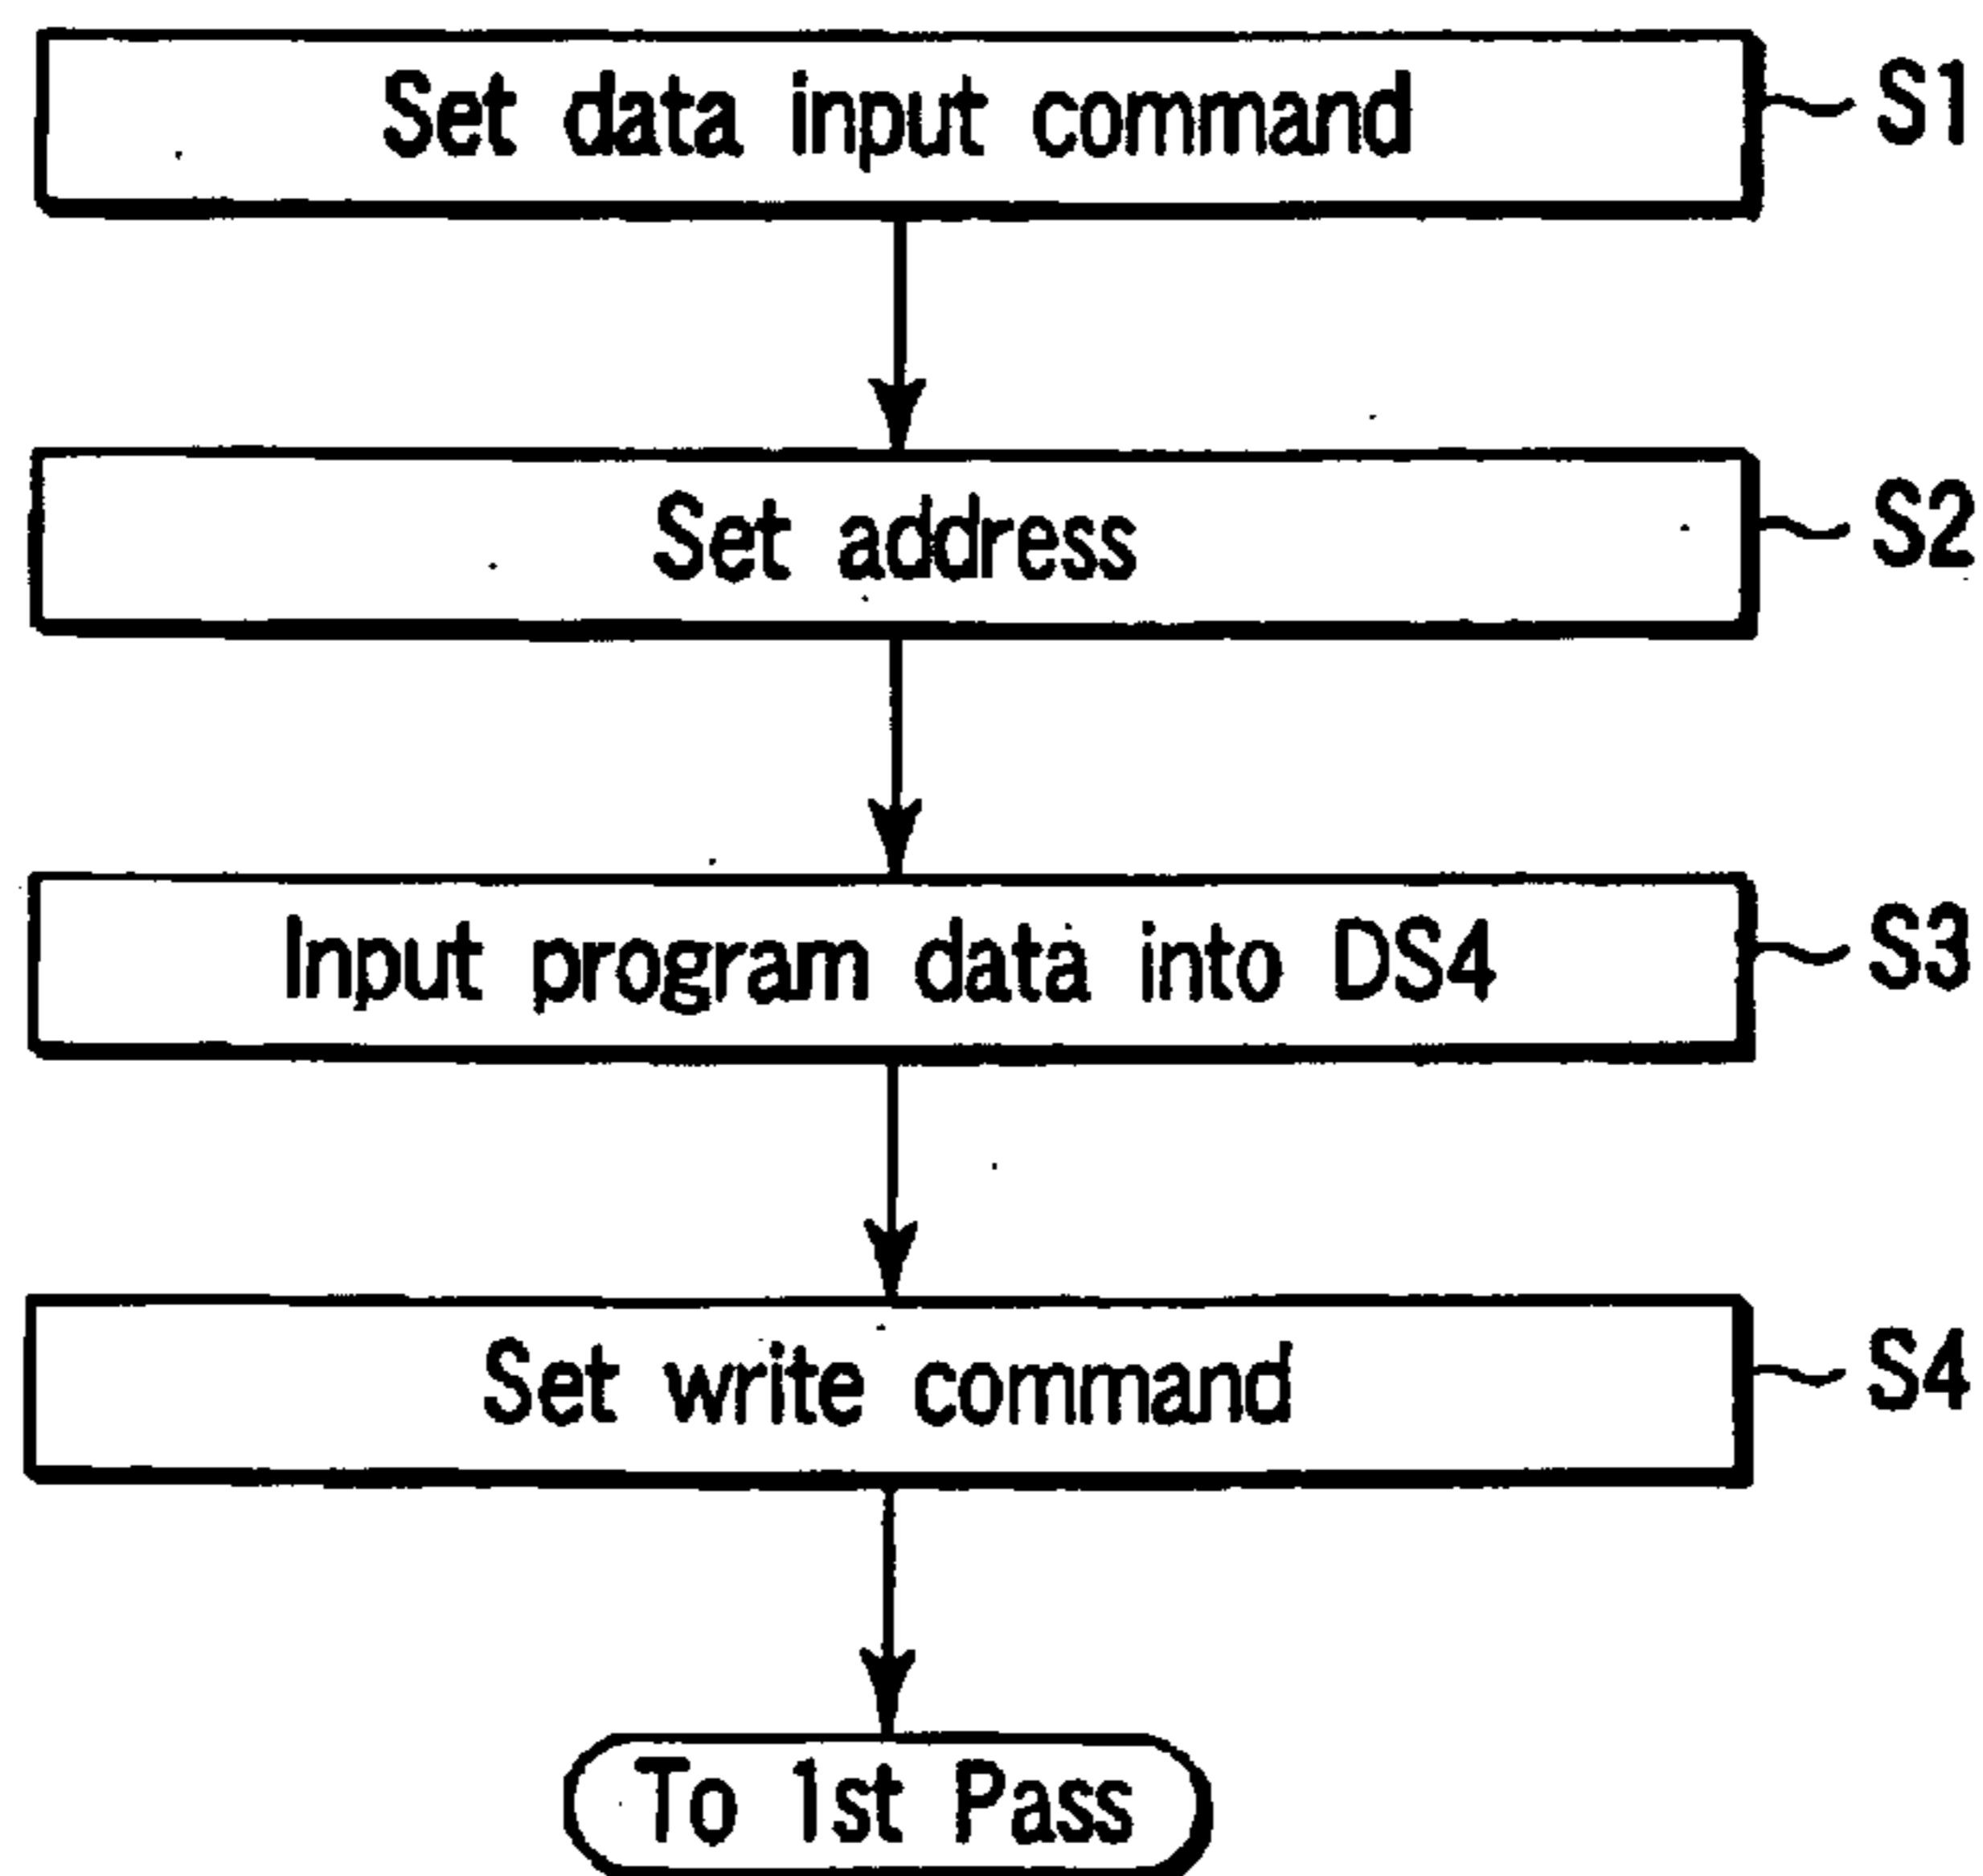 Set data input command S1
Set address S2
Input program data into DS4 S3
Set write command S4
To 1st Pass